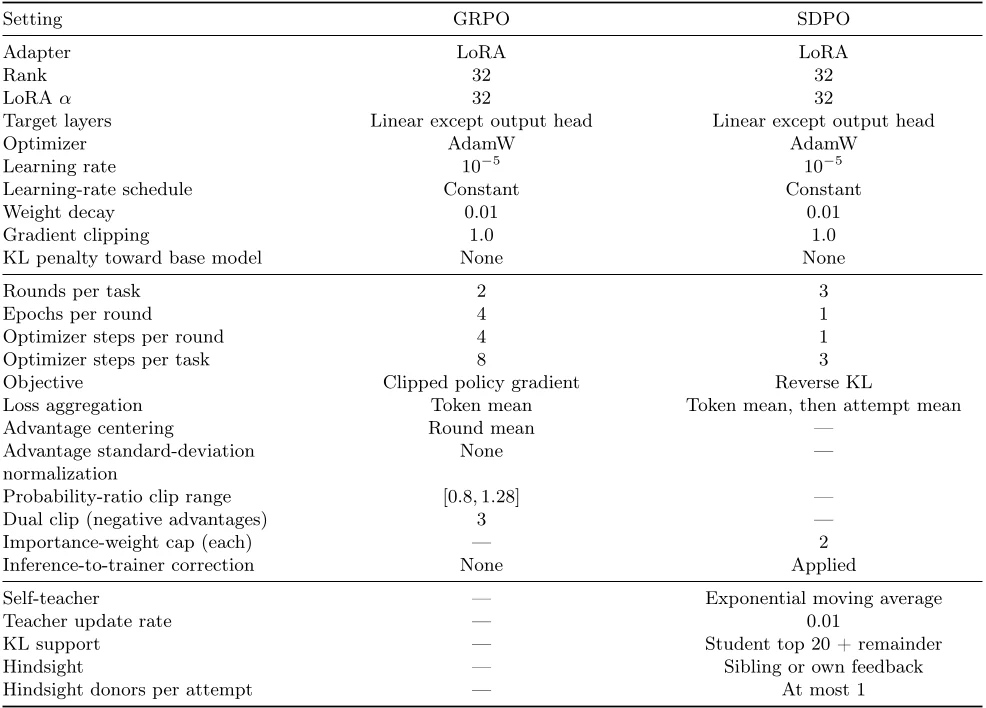 Setting GRPO SDPO
Adapter LoRA LoRA
Rank 32 32
LoRA α 32 32
Target layers Linear except output head Linear except output head
Optimizer AdamW AdamW
Learning rate 10⁻⁵ 10⁻⁵
Learning-rate schedule Constant Constant
Weight decay 0.01 0.01
Gradient clipping 1.0 1.0
KL penalty toward base model None None
Rounds per task 2 3
Epochs per round 4 1
Optimizer steps per round 4 1
Optimizer steps per task 8 3
Objective Clipped policy gradient Reverse KL
Loss aggregation Token mean Token mean, then attempt mean
Advantage centering Round mean —
Advantage standard-deviation None —
normalization
Probability-ratio clip range [0.8, 1.28] —
Dual clip (negative advantages) 3 —
Importance-weight cap (each) — 2
Inference-to-trainer correction None Applied
Self-teacher — Exponential moving average
Teacher update rate — 0.01
KL support — Student top 20 + remainder
Hindsight — Sibling or own feedback
Hindsight donors per attempt — At most 1